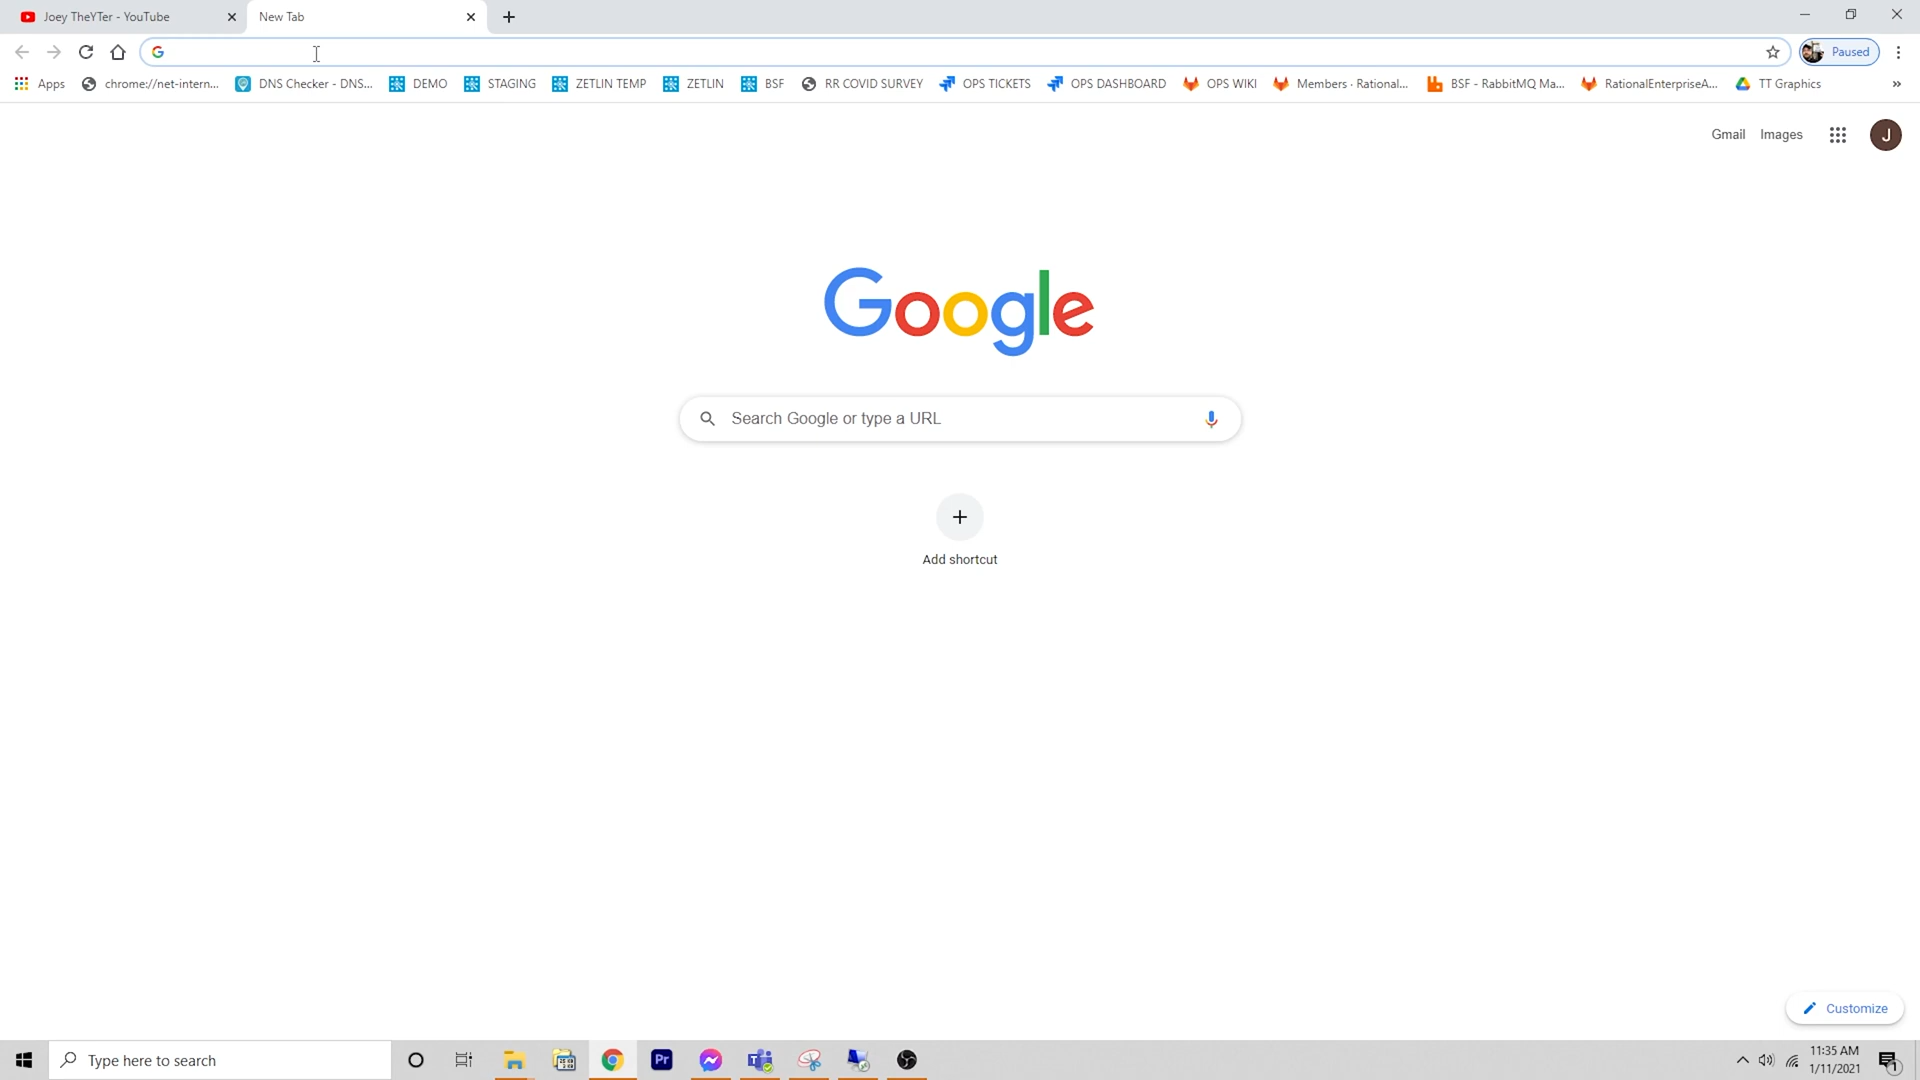 Joey TheYTer - YouTube
New Tab
Paused
Apps
chrome://net-intern...
DNS Checker - DNS...
DEMO
STAGING
ZETLIN TEMP
ZETLIN
BSF
RR COVID SURVEY
OPS TICKETS
OPS DASHBOARD
OPS WIKI
Members · Rational...
BSF - RabbitMQ Ma...
RationalEnterpriseA...
TT Graphics
»
Gmail
Images
J
Google
Search Google or type a URL
Add shortcut
Customize
Type here to search
Pr
11:35 AM
1/11/2021
1